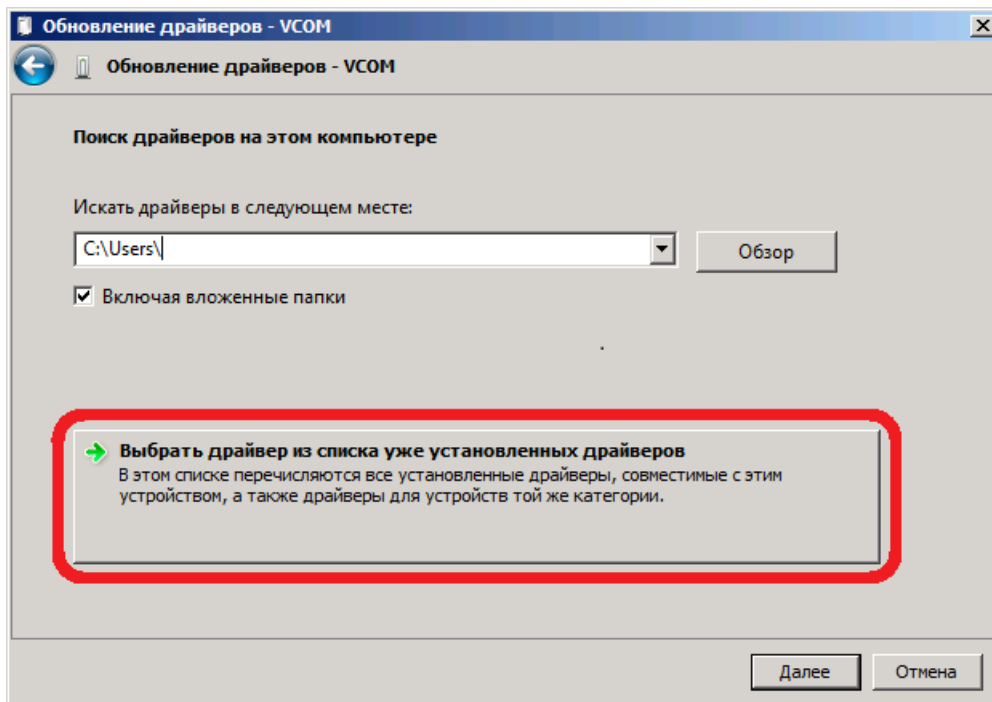 Обновление драйверов - VCOM
Обновление драйверов - VCOM
Поиск драйверов на этом компьютере
Искать драйверы в следующем месте:
C:\Users\
Обзор
Включая вложенные папки
Выбрать драйвер из списка уже установленных драйверов
В этом списке перечисляются все установленные драйверы, совместимые с этим
устройством, а также драйверы для устройств той же категории.
Далее
Отмена